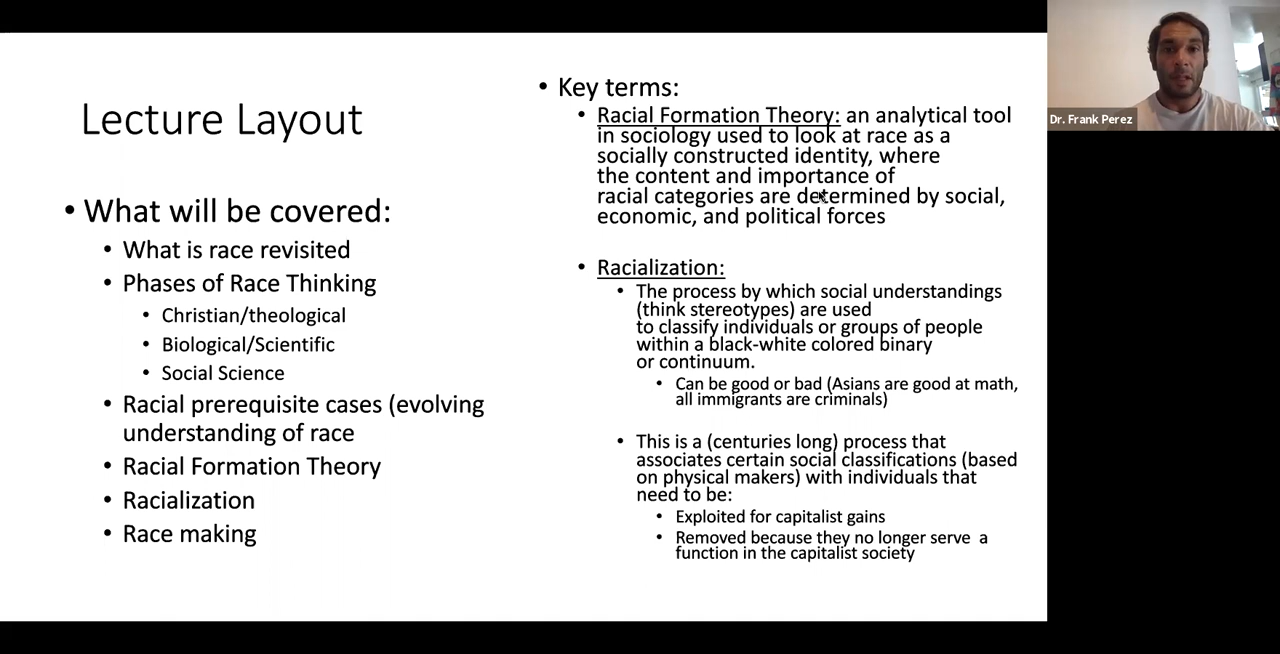 Lecture Layout
• What will be covered:
• What is race revisited
• Phases of Race Thinking
• Christian/theological
• Biological/Scientific
• Social Science
• Racial prerequisite cases (evolving
understanding of race
• Racial Formation Theory
• Racialization
• Race making
• Key terms:
• Racial Formation Theory: an analytical tool
in sociology used to look at race as a
socially constructed identity, where
the content and importance of
racial categories are determined by social,
economic, and political forces
• Racialization:
• The process by which social understandings
(think stereotypes) are used
to classify individuals or groups of people
within a black-white colored binary
or continuum.
• Can be good or bad (Asians are good at math,
all immigrants are criminals)
• This is a (centuries long) process that
associates certain social classifications (based
on physical makers) with individuals that
need to be:
• Exploited for capitalist gains
• Removed because they no longer serve a
function in the capitalist society
Dr. Frank Perez